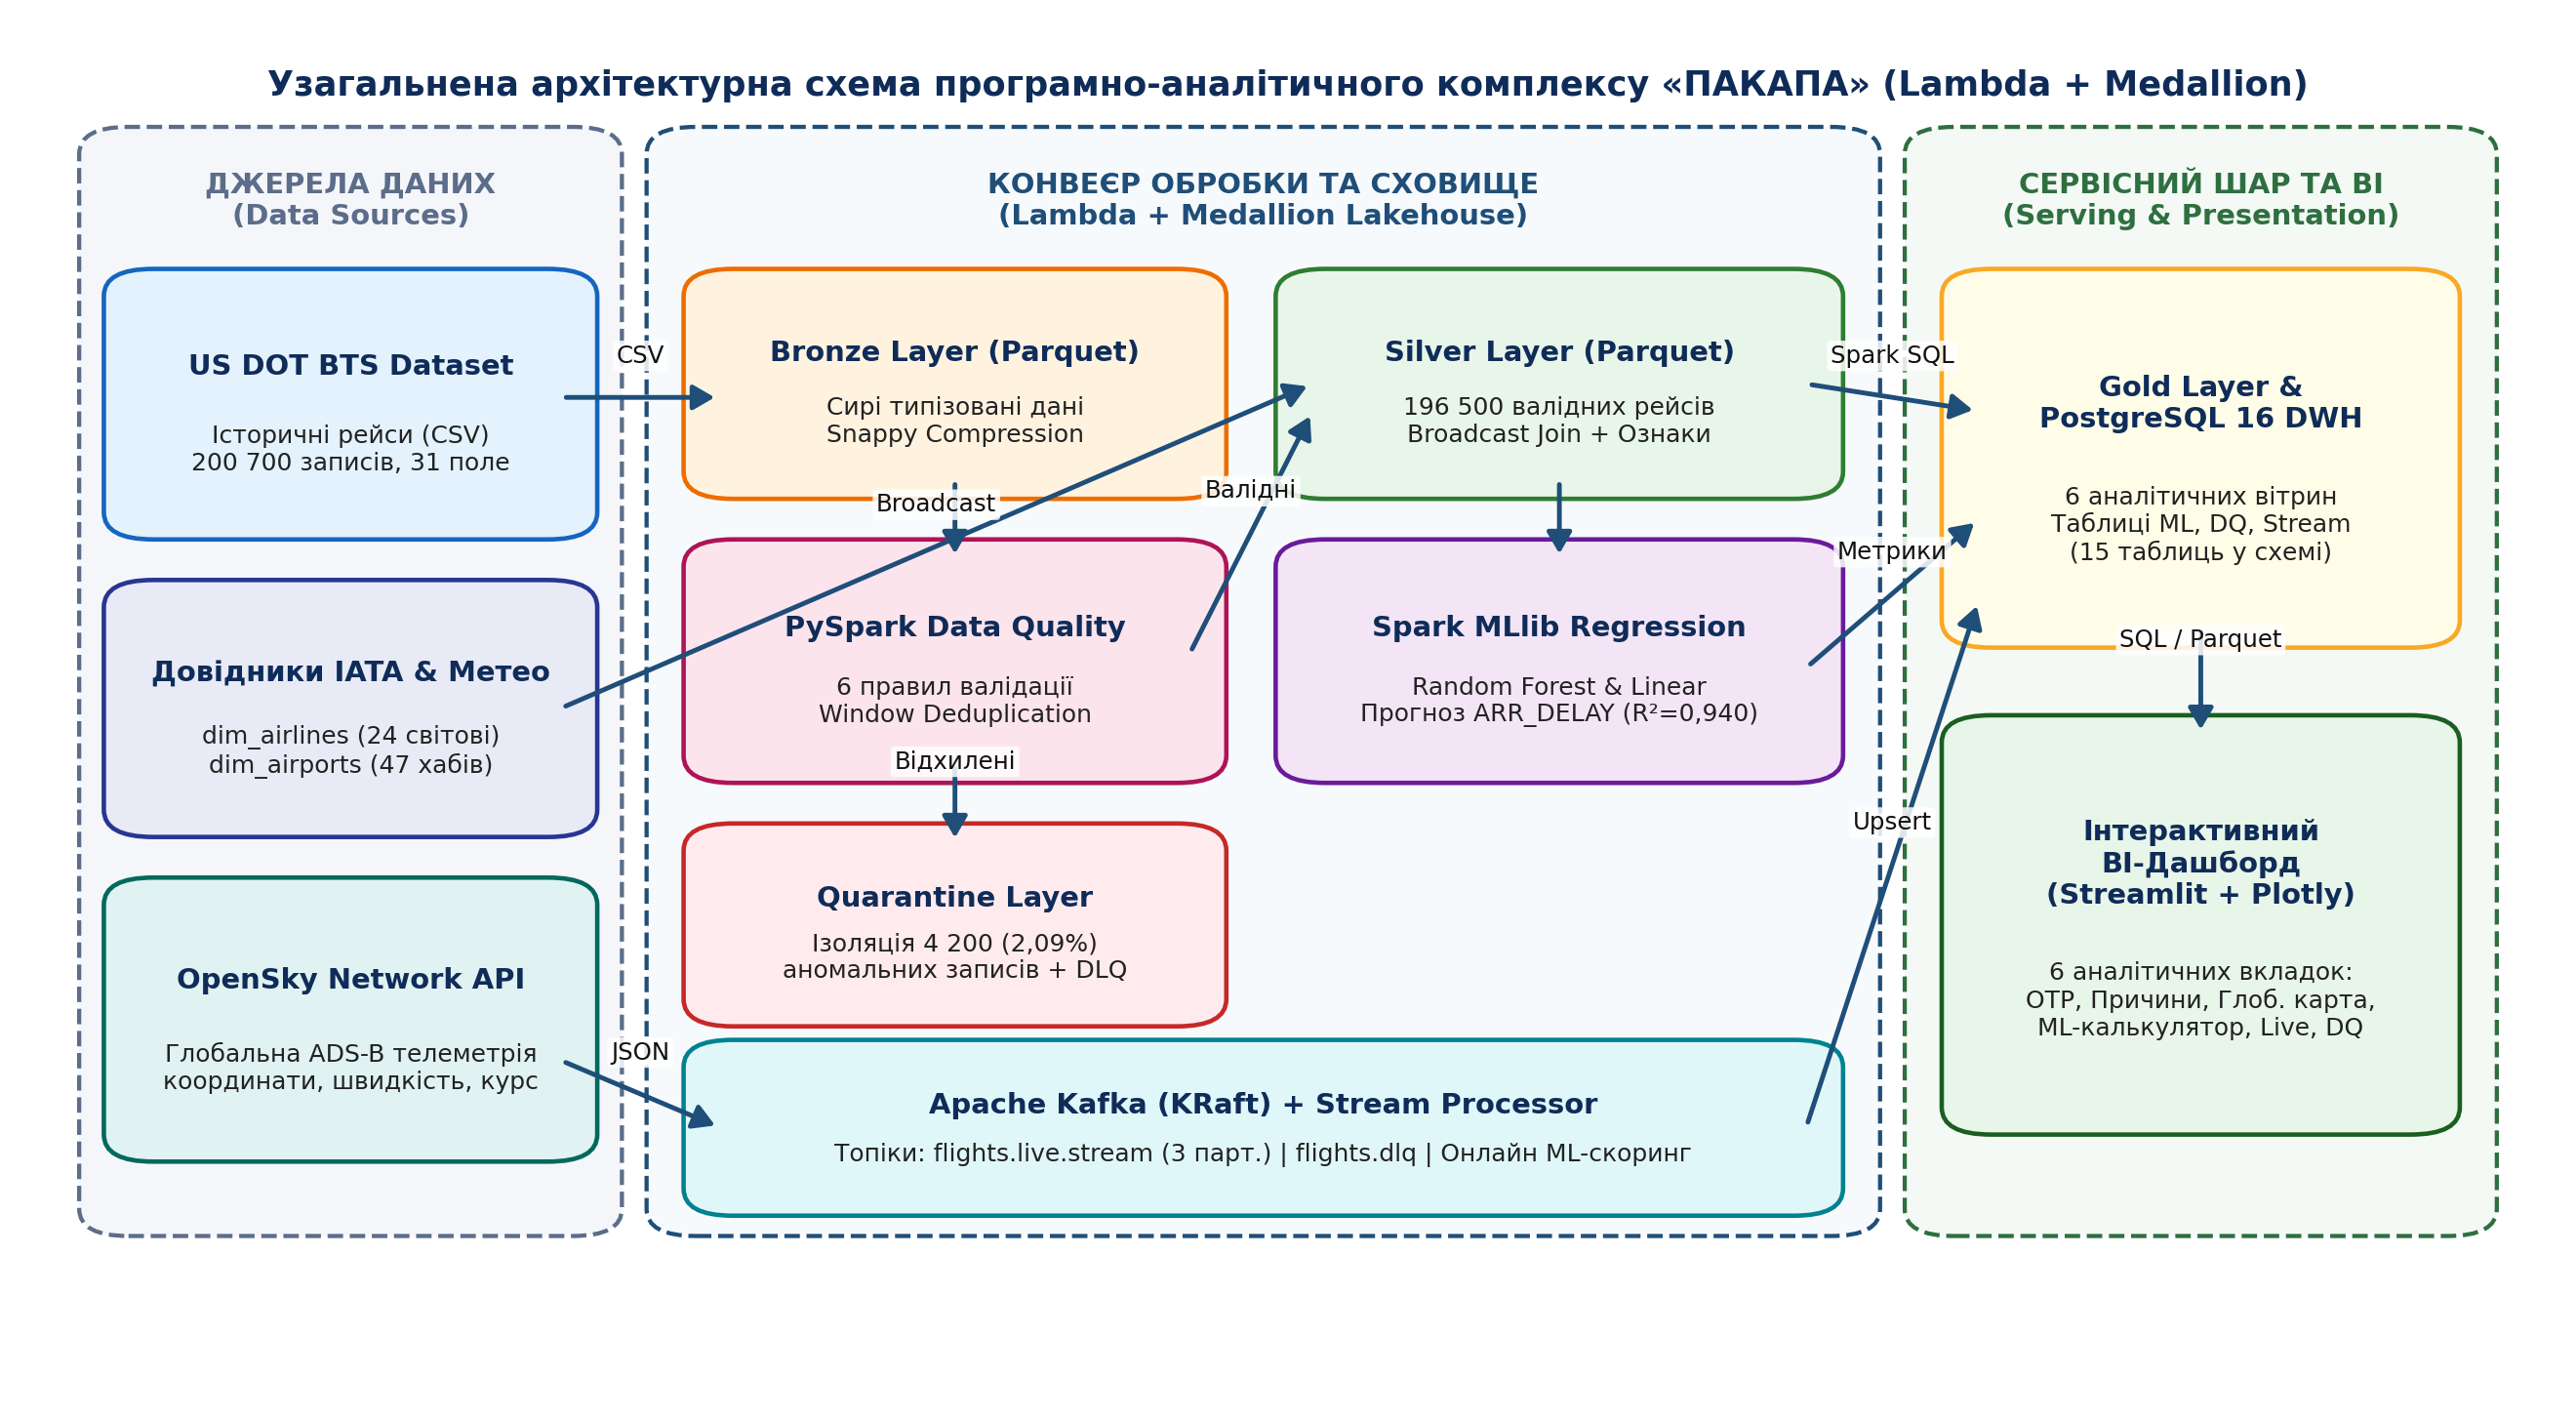 Узагальнена архітектурна схема програмно-аналітичного комплексу «ПАКАПА» (Lambda + Medallion)
ДЖЕРЕЛА ДАНИХ
(Data Sources)
US DOT BTS Dataset
Історичні рейси (CSV)
200 700 записів, 31 поле
Довідники IATA & Метео
dim_airlines (24 світові)
dim_airports (47 хабів)
OpenSky Network API
Глобальна ADS-B телеметрія
координати, швидкість, курс
CSV
JSON
КОНВЕЄР ОБРОБКИ ТА СХОВИЩЕ
(Lambda + Medallion Lakehouse)
Bronze Layer (Parquet)
Сирі типізовані дані
Snappy Compression
Broadcast
Валідні
Silver Layer (Parquet)
196 500 валідних рейсів
Broadcast Join + Ознаки
PySpark Data Quality
6 правил валідації
Window Deduplication
Відхилені
Spark MLlib Regression
Random Forest & Linear
Прогноз ARR_DELAY (R²=0,940)
Quarantine Layer
Ізоляція 4 200 (2,09%)
аномальних записів + DLQ
Apache Kafka (KRaft) + Stream Processor
Топіки: flights.live.stream (3 парт.) | flights.dlq | Онлайн ML-скоринг
Spark SQL
Метрики
Upsert
СЕРВІСНИЙ ШАР ТА BI
(Serving & Presentation)
Gold Layer &
PostgreSQL 16 DWH
6 аналітичних вітрин
Таблиці ML, DQ, Stream
(15 таблиць у схемі)
SQL / Parquet
Інтерактивний
BI-Дашборд
(Streamlit + Plotly)
6 аналітичних вкладок:
OTP, Причини, Глоб. карта,
ML-калькулятор, Live, DQ